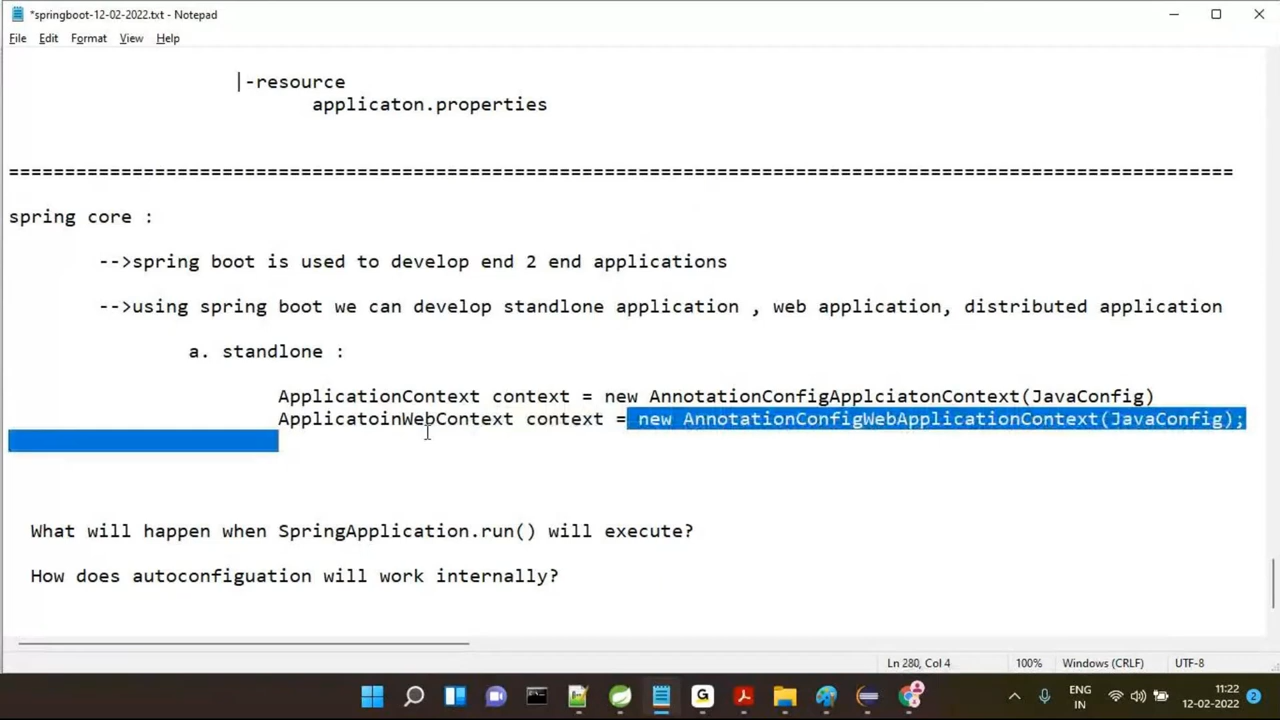 *springboot-12-02-2022.txt - Notepad
File Edit Format View Help
|-resource
applicaton.properties
=============================================================================================================
spring core :
-->spring boot is used to develop end 2 end applications
-->using spring boot we can develop standlone application , web application, distributed application
a. standlone :
ApplicationContext context = new AnnotationConfigApplciatonContext(JavaConfig)
ApplicatoinWebContext context = new AnnotationConfigWebApplicationContext(JavaConfig);
What will happen when SpringApplication.run() will execute?
How does autoconfiguation will work internally?
Ln 280, Col 4 100% Windows (CRLF) UTF-8
ENG
IN
11:22
12-02-2022
2